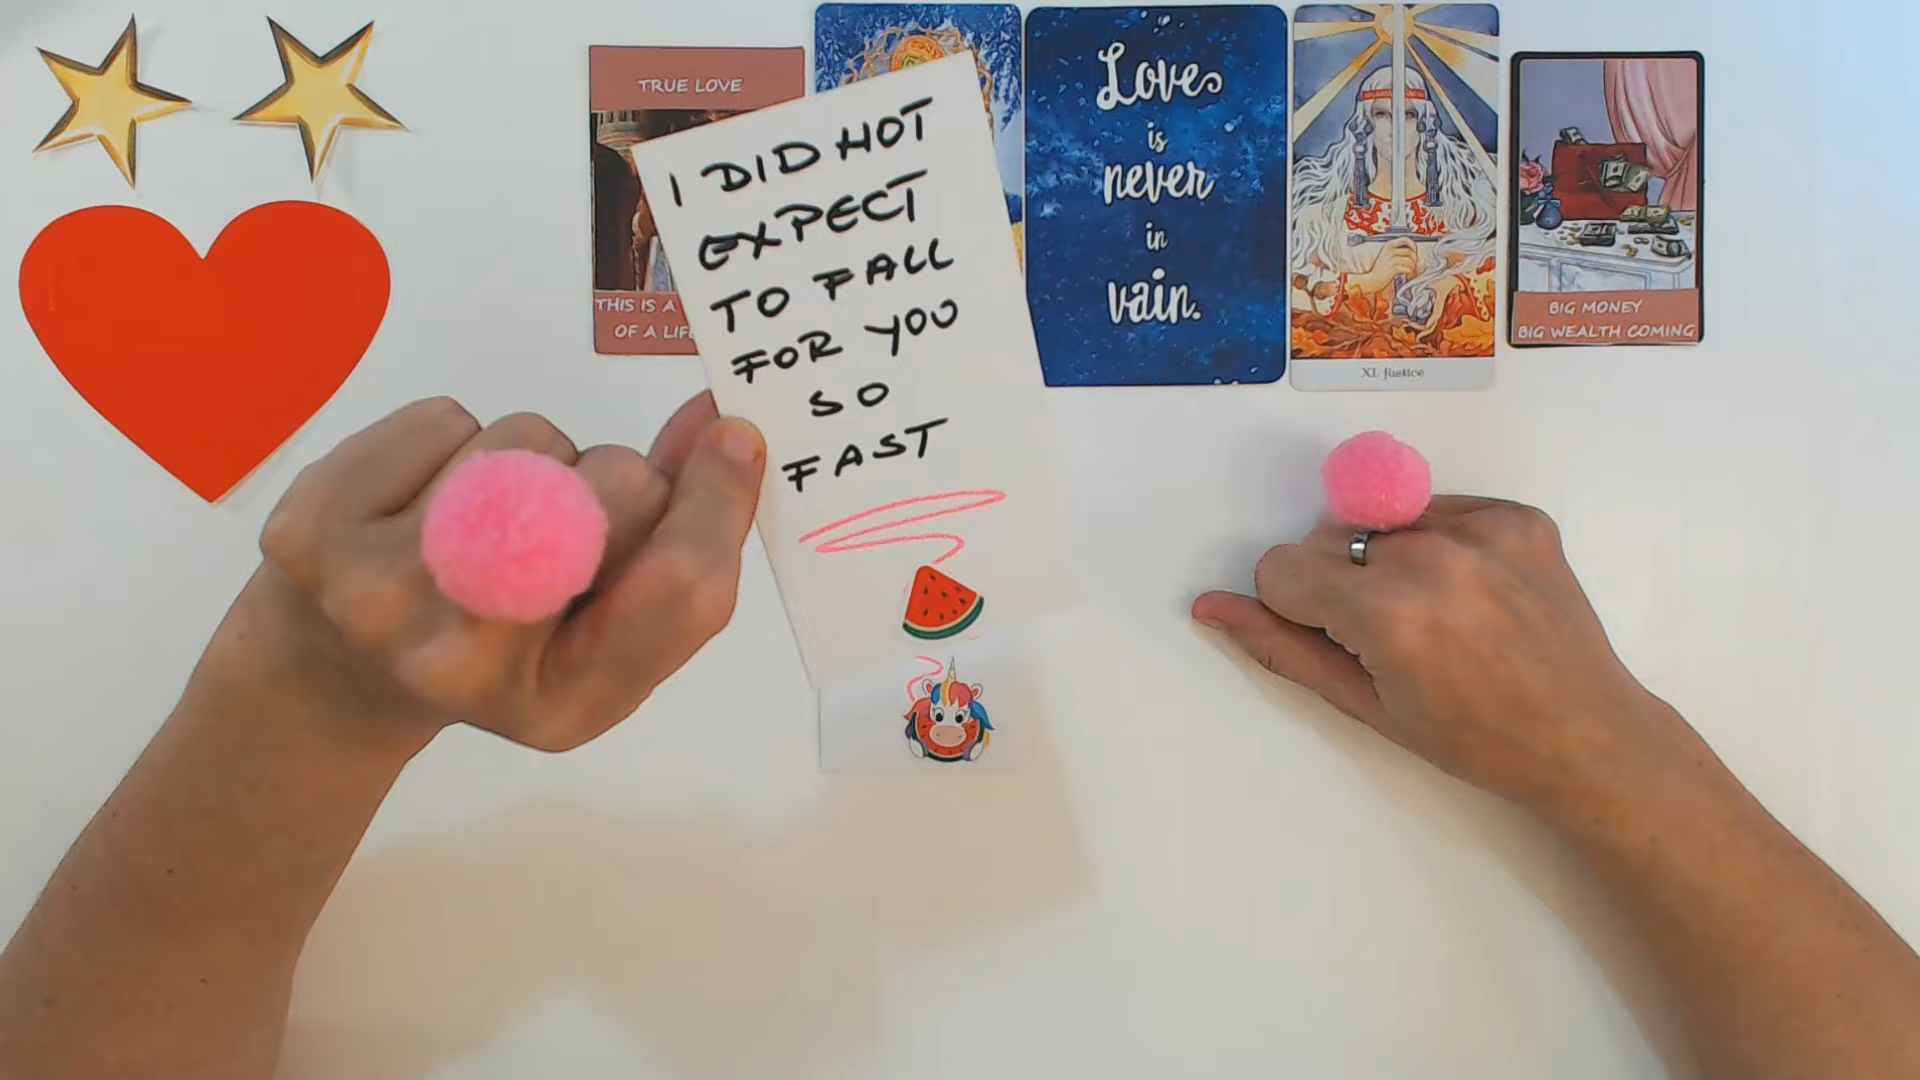 TRUE LOVE
THIS IS A
OF A
I DID NOT
EXPECT
TO FALL
FOR YOU
SO
FAST
Love
is
never
in
vain.
XI. Justice
BIG MONEY
BIG WEALTH COMING